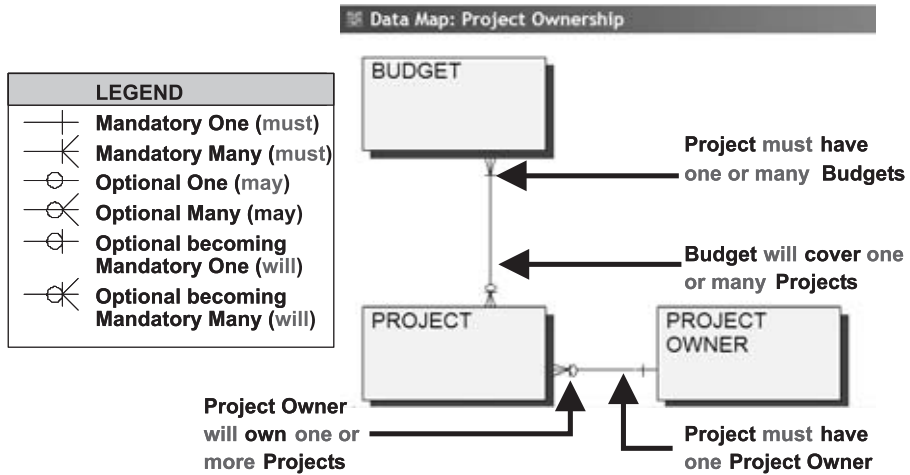 Data Map: Project Ownership
LEGEND
Mandatory One (must)
Mandatory Many (must)
Optional One (may)
Optional Many (may)
Optional becoming
Mandatory One (will)
Optional becoming
Mandatory Many (will)
BUDGET
Project must have
one or many Budgets
Budget will cover one
or many Projects
PROJECT
PROJECT
OWNER
Project Owner
will own one or
more Projects
Project must have
one Project Owner